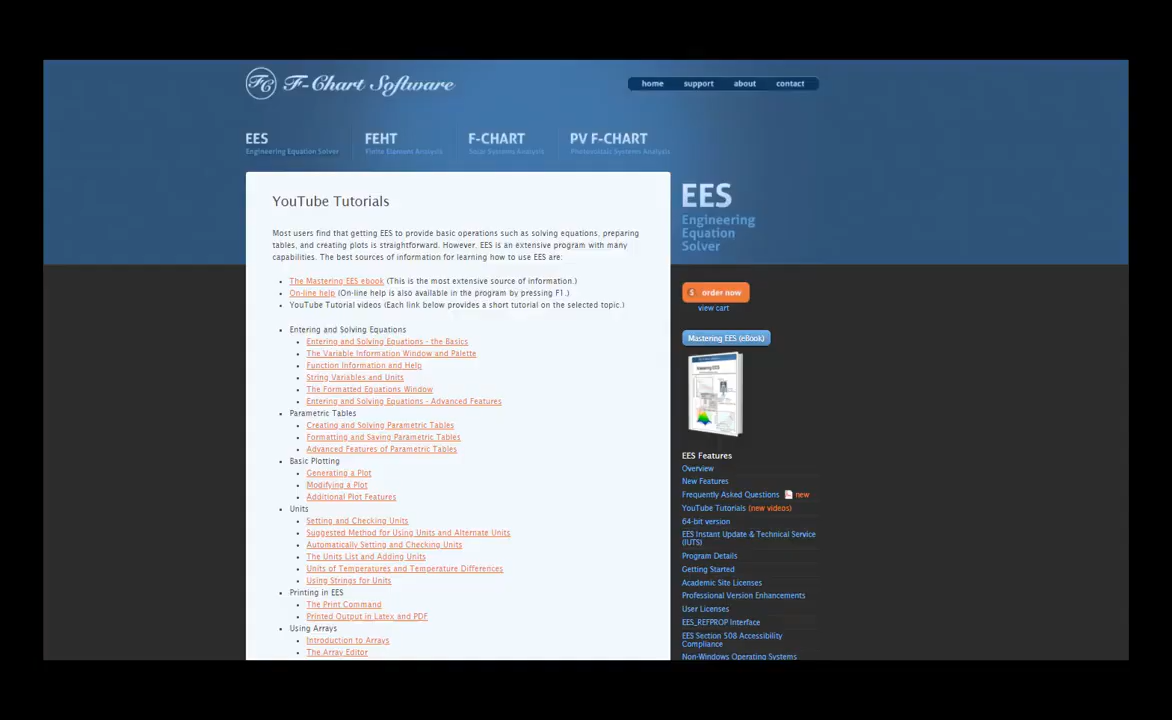 F-Chart Software
home support about contact
EES FEHT F-CHART PV F-CHART
Engineering Equation Solver Finite Element Analysis Solar Systems Analysis Photovoltaic Systems Analysis
YouTube Tutorials
Most users find that getting EES to provide basic operations such as solving equations, preparing
tables, and creating plots is straightforward. However, EES is an extensive program with many
capabilities. The best sources of information for learning how to use EES are:
The Mastering EES ebook (This is the most extensive source of information.)
On-line help (On-line help is also available in the program by pressing F1.)
YouTube Tutorial videos (Each link below provides a short tutorial on the selected topic.)
Entering and Solving Equations
Entering and Solving Equations - the Basics
The Variable Information Window and Palette
Function Information and Help
String Variables and Units
The Formatted Equations Window
Entering and Solving Equations - Advanced Features
Parametric Tables
Creating and Solving Parametric Tables
Formatting and Saving Parametric Tables
Advanced Features of Parametric Tables
Basic Plotting
Generating a Plot
Modifying a Plot
Additional Plot Features
Units
Setting and Checking Units
Suggested Method for Using Units and Alternate Units
Automatically Setting and Checking Units
The Units List and Adding Units
Units of Temperatures and Temperature Differences
Using Strings for Units
Printing in EES
The Print Command
Printed Output in Latex and PDF
Using Arrays
Introduction to Arrays
The Array Editor
EES
Engineering
Equation
Solver
$ order now
view cart
Mastering EES (eBook)
Mastering EES
EES Features
Overview
New Features
Frequently Asked Questions new
YouTube Tutorials (new videos)
64-bit version
EES Instant Update & Technical Service
(IUTS)
Program Details
Getting Started
Academic Site Licenses
Professional Version Enhancements
User Licenses
EES_REFPROP Interface
EES Section 508 Accessibility
Compliance
Non-Windows Operating Systems